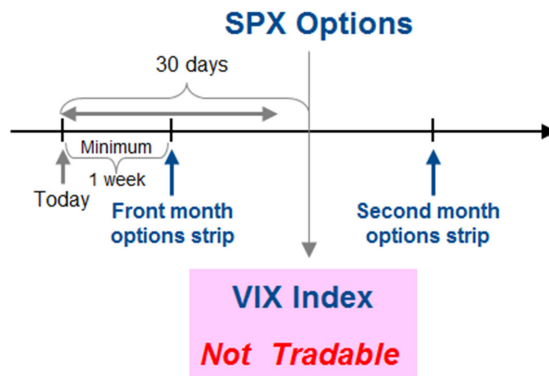 SPX Options
30 days
Minimum
1 week
Today
Front month
options strip
Second month
options strip
VIX Index
Not Tradable